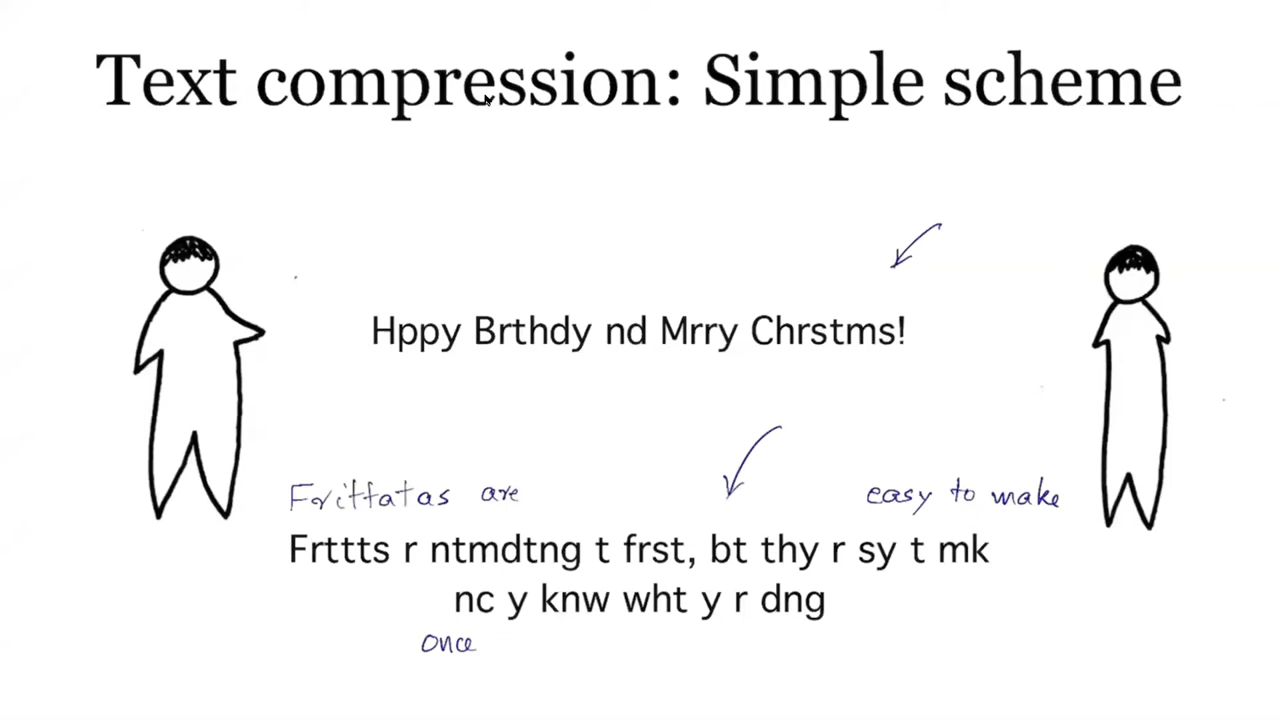 Text compression: Simple scheme
Hppy Brthdy nd Mrry Chrstms!
Frittatas are easy to make
Frttts r ntmdtng t frst, bt thy r sy t mk
nc y knw wht y r dng
once